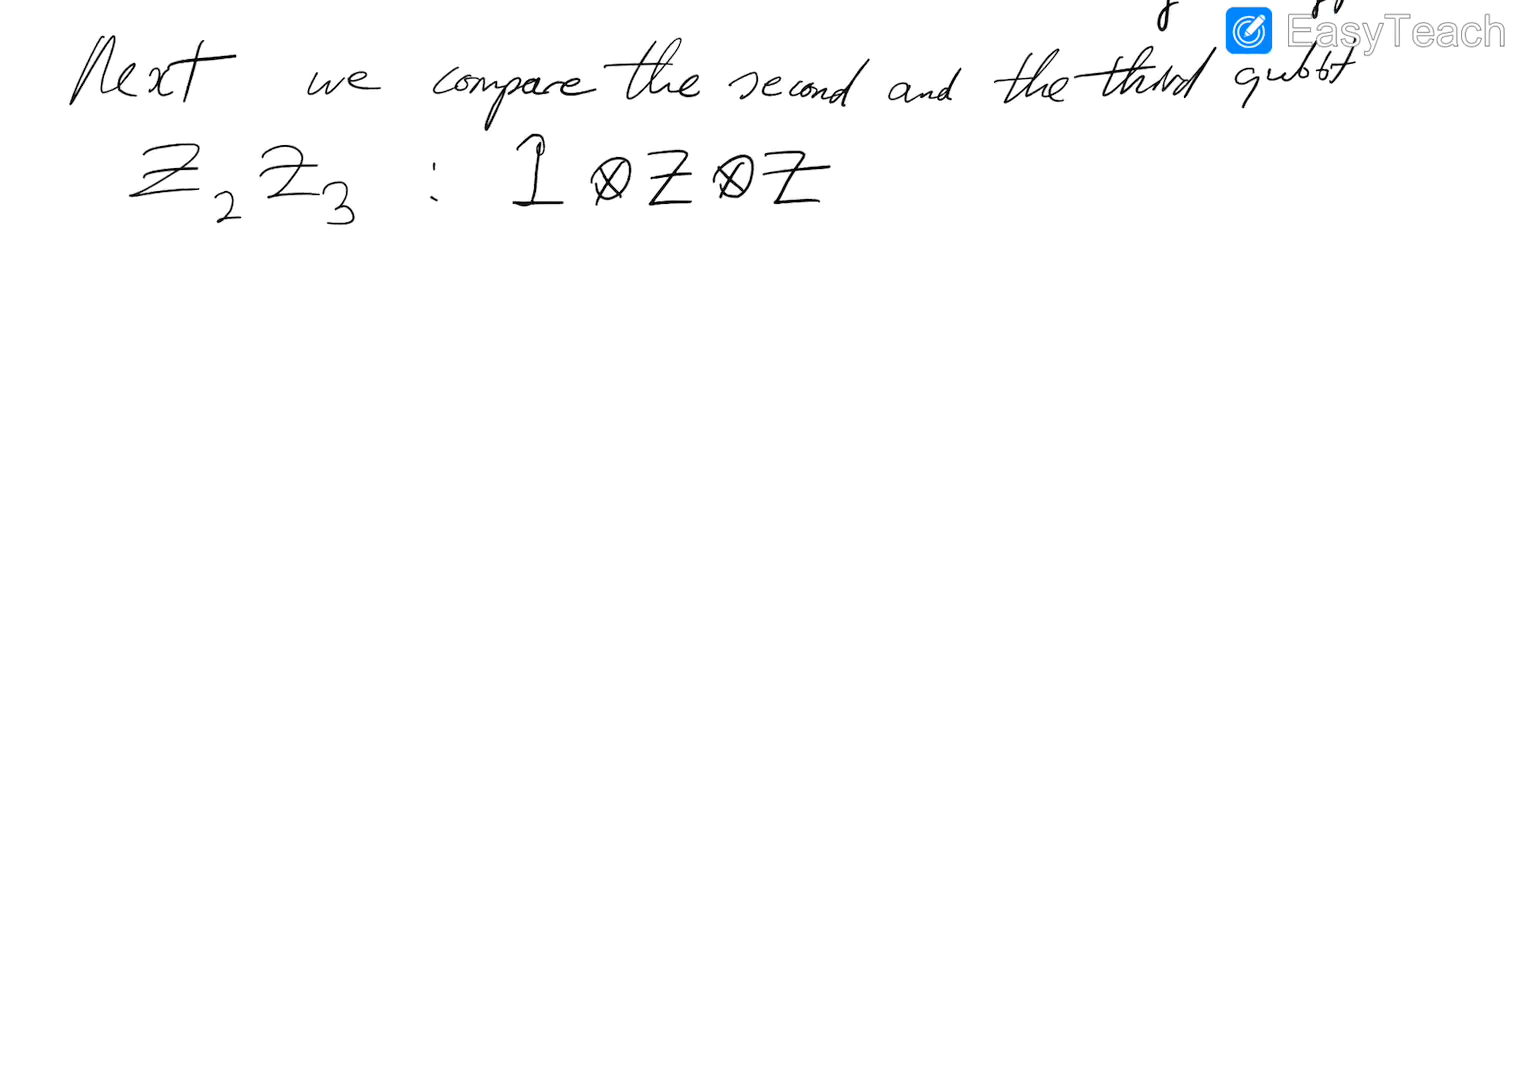 EasyTeach
Next we compare the second and the third qubit
Z₂Z₃ : 1⊗Z⊗Z